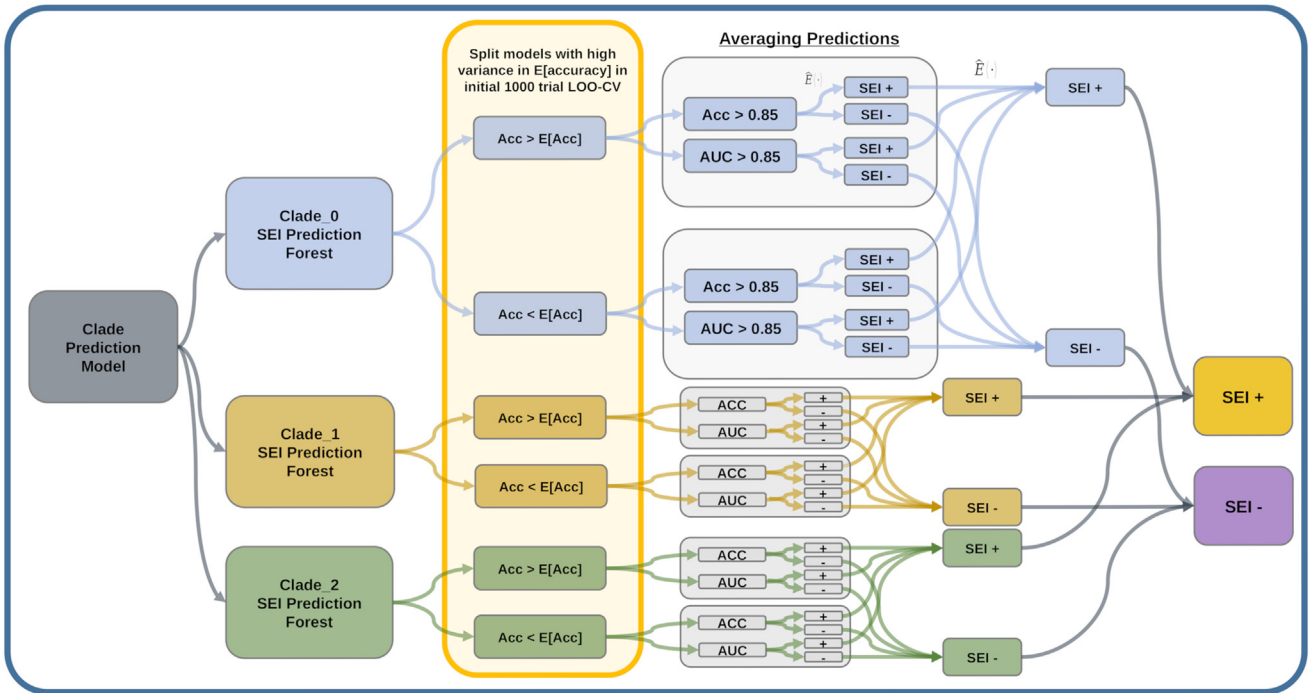 Averaging Predictions
Split models with high
variance in E[accuracy] in
initial 1000 trial LOO-CV
Clade
Prediction
Model
Clade_0
SEI Prediction
Forest
Acc > E[Acc]
Acc < E[Acc]
Acc > 0.85
AUC > 0.85
Ê(·)
SEI +
SEI -
SEI +
SEI -
Acc > 0.85
AUC > 0.85
SEI +
SEI -
SEI +
SEI -
Ê(·)
SEI +
SEI -
Clade_1
SEI Prediction
Forest
Acc > E[Acc]
Acc < E[Acc]
ACC
AUC
+
-
+
-
ACC
AUC
+
-
+
-
SEI +
SEI -
Clade_2
SEI Prediction
Forest
Acc > E[Acc]
Acc < E[Acc]
ACC
AUC
+
-
+
-
ACC
AUC
+
-
+
-
SEI +
SEI -
SEI +
SEI -